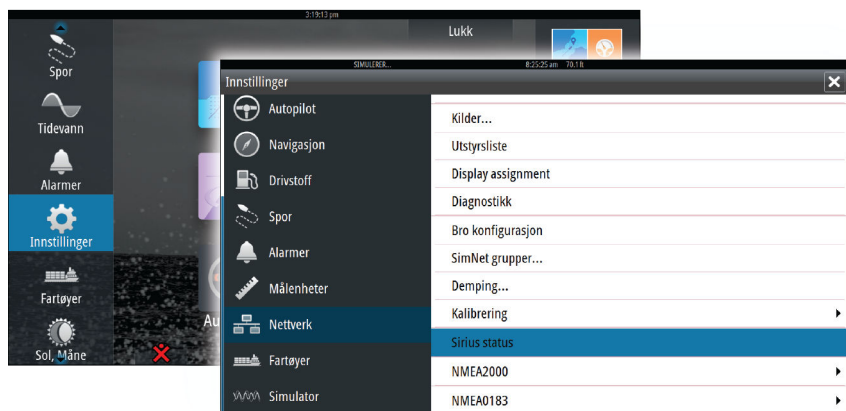 3:19:13 pm
Lukk
Spor
Tidevann
Alarmer
Innstillinger
Fartøyer
Sol, Måne
Au
SIMULERER...
8:25:25 am 70.1 ft
Innstillinger
Autopilot
Navigasjon
Drivstoff
Spor
Alarmer
Målenheter
Nettverk
Fartøyer
Simulator
Kilder...
Utstyrsliste
Display assignment
Diagnostikk
Bro konfigurasjon
SimNet grupper...
Demping...
Kalibrering
Sirius status
NMEA2000
NMEA0183